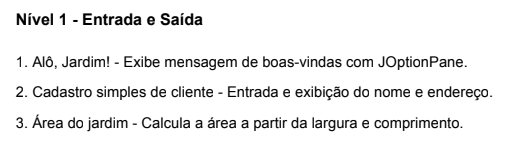 Nível 1 - Entrada e Saída
1. Alô, Jardim! - Exibe mensagem de boas-vindas com JOptionPane.
2. Cadastro simples de cliente - Entrada e exibição do nome e endereço.
3. Área do jardim - Calcula a área a partir da largura e comprimento.